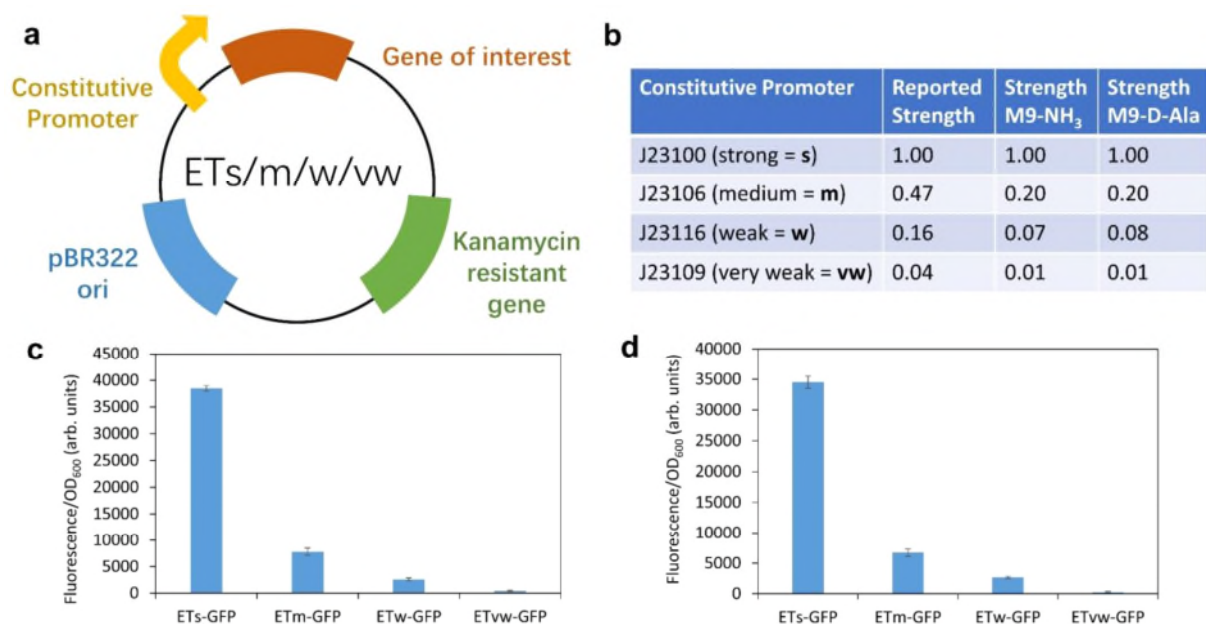 a
Constitutive
Promoter
Gene of interest
ETs/m/w/vw
pBR322
ori
Kanamycin
resistant
gene
b
Constitutive Promoter Reported Strength Strength
Strength M9-NH₃ M9-D-Ala
J23100 (strong = s) 1.00 1.00 1.00
J23106 (medium = m) 0.47 0.20 0.20
J23116 (weak = w) 0.16 0.07 0.08
J23109 (very weak = vw) 0.04 0.01 0.01
c
Fluorescence/OD₆₀₀ (arb. units)
45000
40000
35000
30000
25000
20000
15000
10000
5000
0
ETs-GFP ETm-GFP ETw-GFP ETvw-GFP
d
Fluorescence/OD₆₀₀ (arb. units)
40000
35000
30000
25000
20000
15000
10000
5000
0
ETs-GFP ETm-GFP ETw-GFP ETvw-GFP